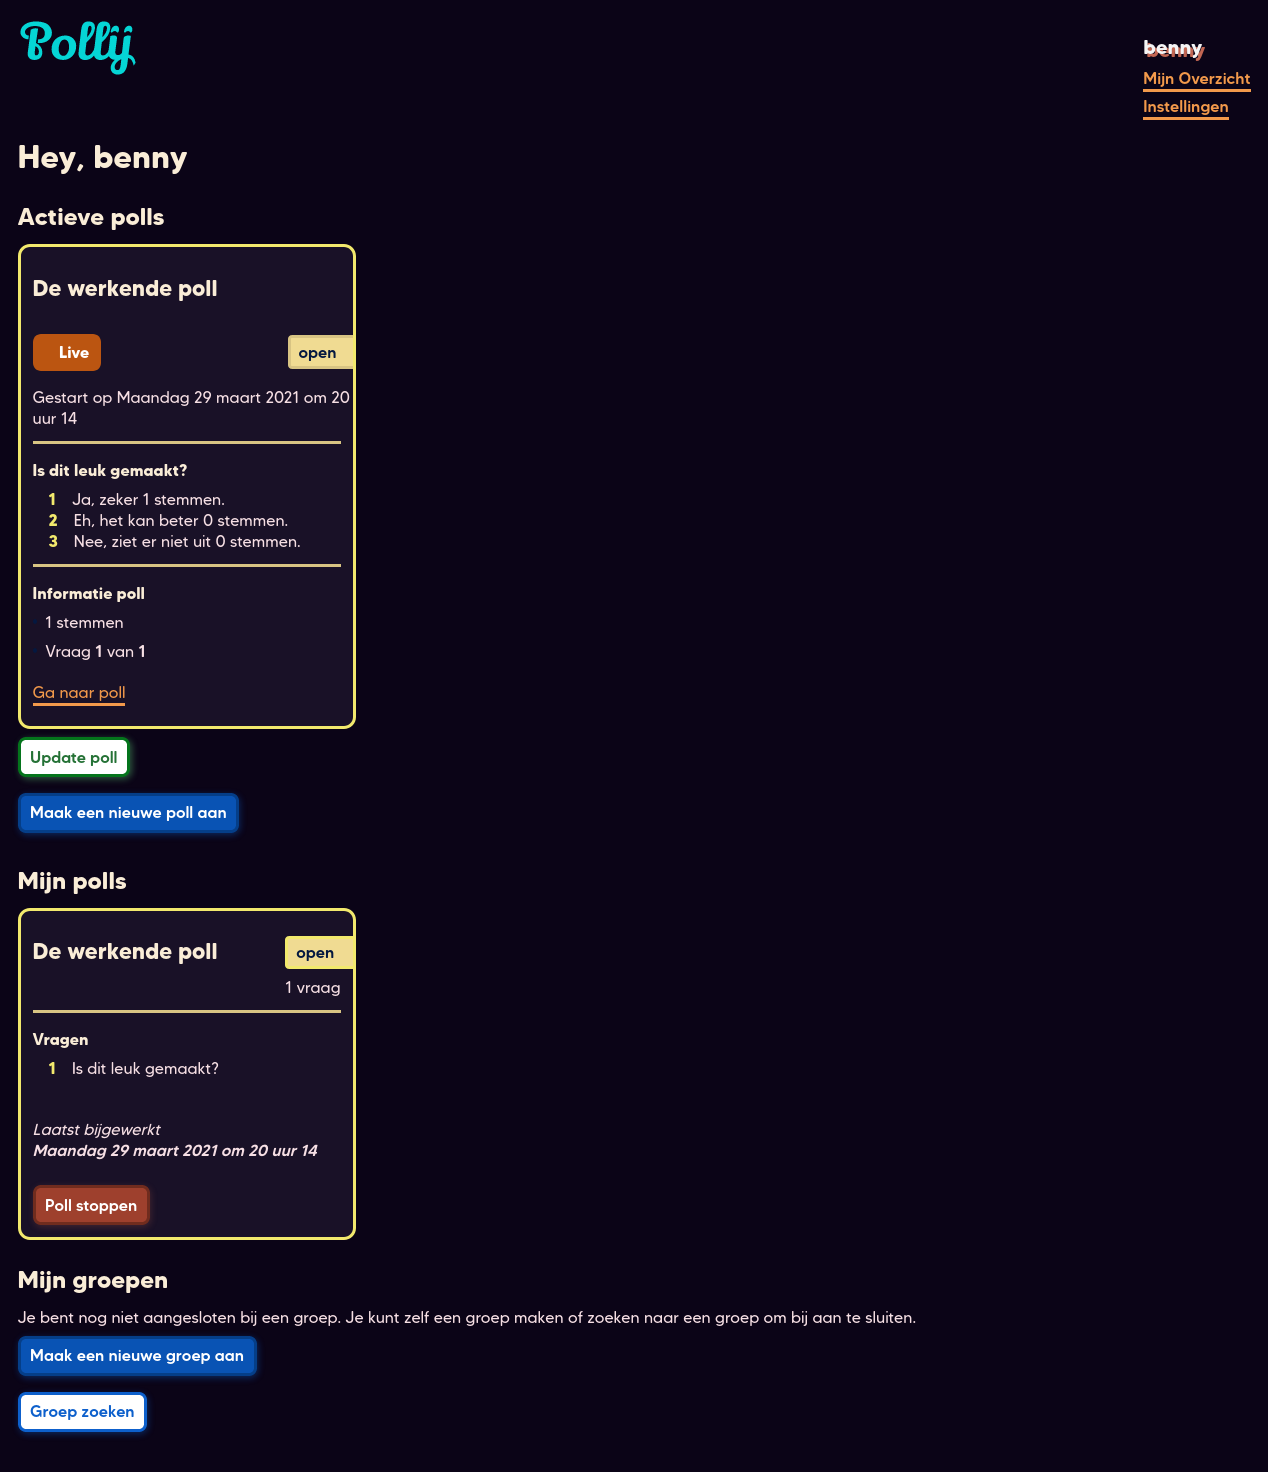 Pollij
benny
Mijn Overzicht
Instellingen
Hey, benny
Actieve polls
De werkende poll
Live
open
Gestart op Maandag 29 maart 2021 om 20
uur 14
Is dit leuk gemaakt?
1 Ja, zeker 1 stemmen.
2 Eh, het kan beter 0 stemmen.
3 Nee, ziet er niet uit 0 stemmen.
Informatie poll
1 stemmen
Vraag 1 van 1
Ga naar poll
Update poll
Maak een nieuwe poll aan
Mijn polls
De werkende poll
open
1 vraag
Vragen
1 Is dit leuk gemaakt?
Laatst bijgewerkt
Maandag 29 maart 2021 om 20 uur 14
Poll stoppen
Mijn groepen
Je bent nog niet aangesloten bij een groep. Je kunt zelf een groep maken of zoeken naar een groep om bij aan te sluiten.
Maak een nieuwe groep aan
Groep zoeken